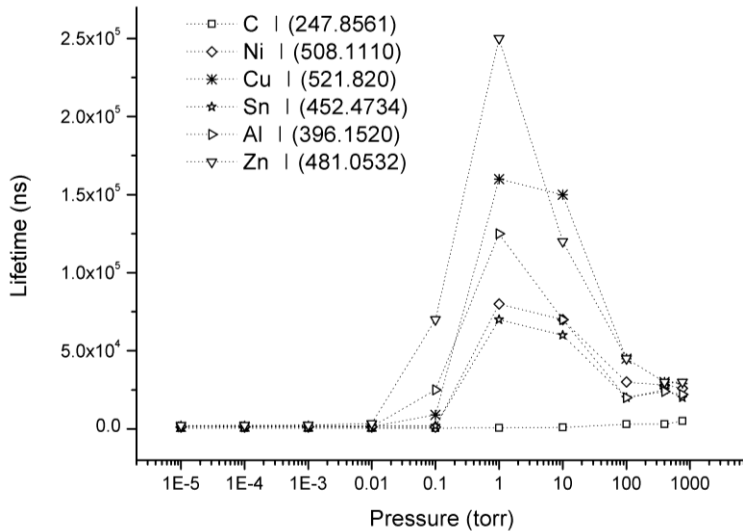 C I (247.8561)
Ni I (508.1110)
Cu I (521.820)
Sn I (452.4734)
Al I (396.1520)
Zn I (481.0532)
2.5x10⁵
2.0x10⁵
1.5x10⁵
1.0x10⁵
5.0x10⁴
0.0
Lifetime (ns)
1E-5 1E-4 1E-3 0.01 0.1 1 10 100 1000
Pressure (torr)